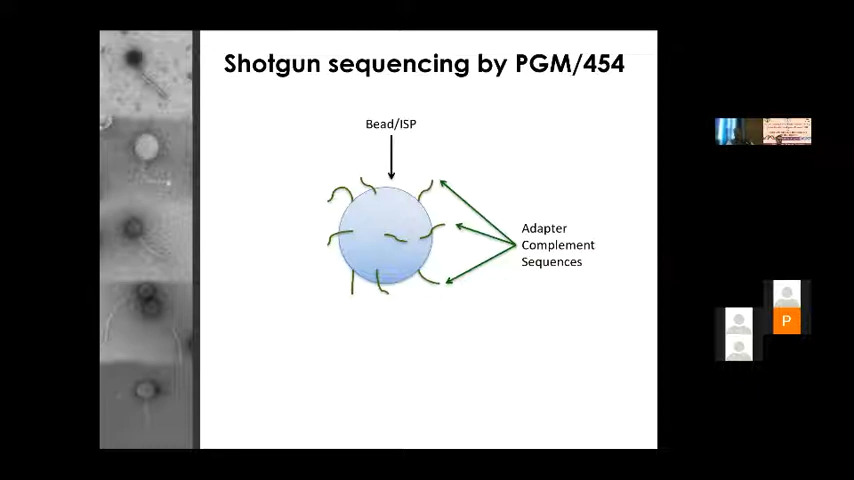 Shotgun sequencing by PGM/454
Bead/ISP
Adapter
Complement
Sequences
P